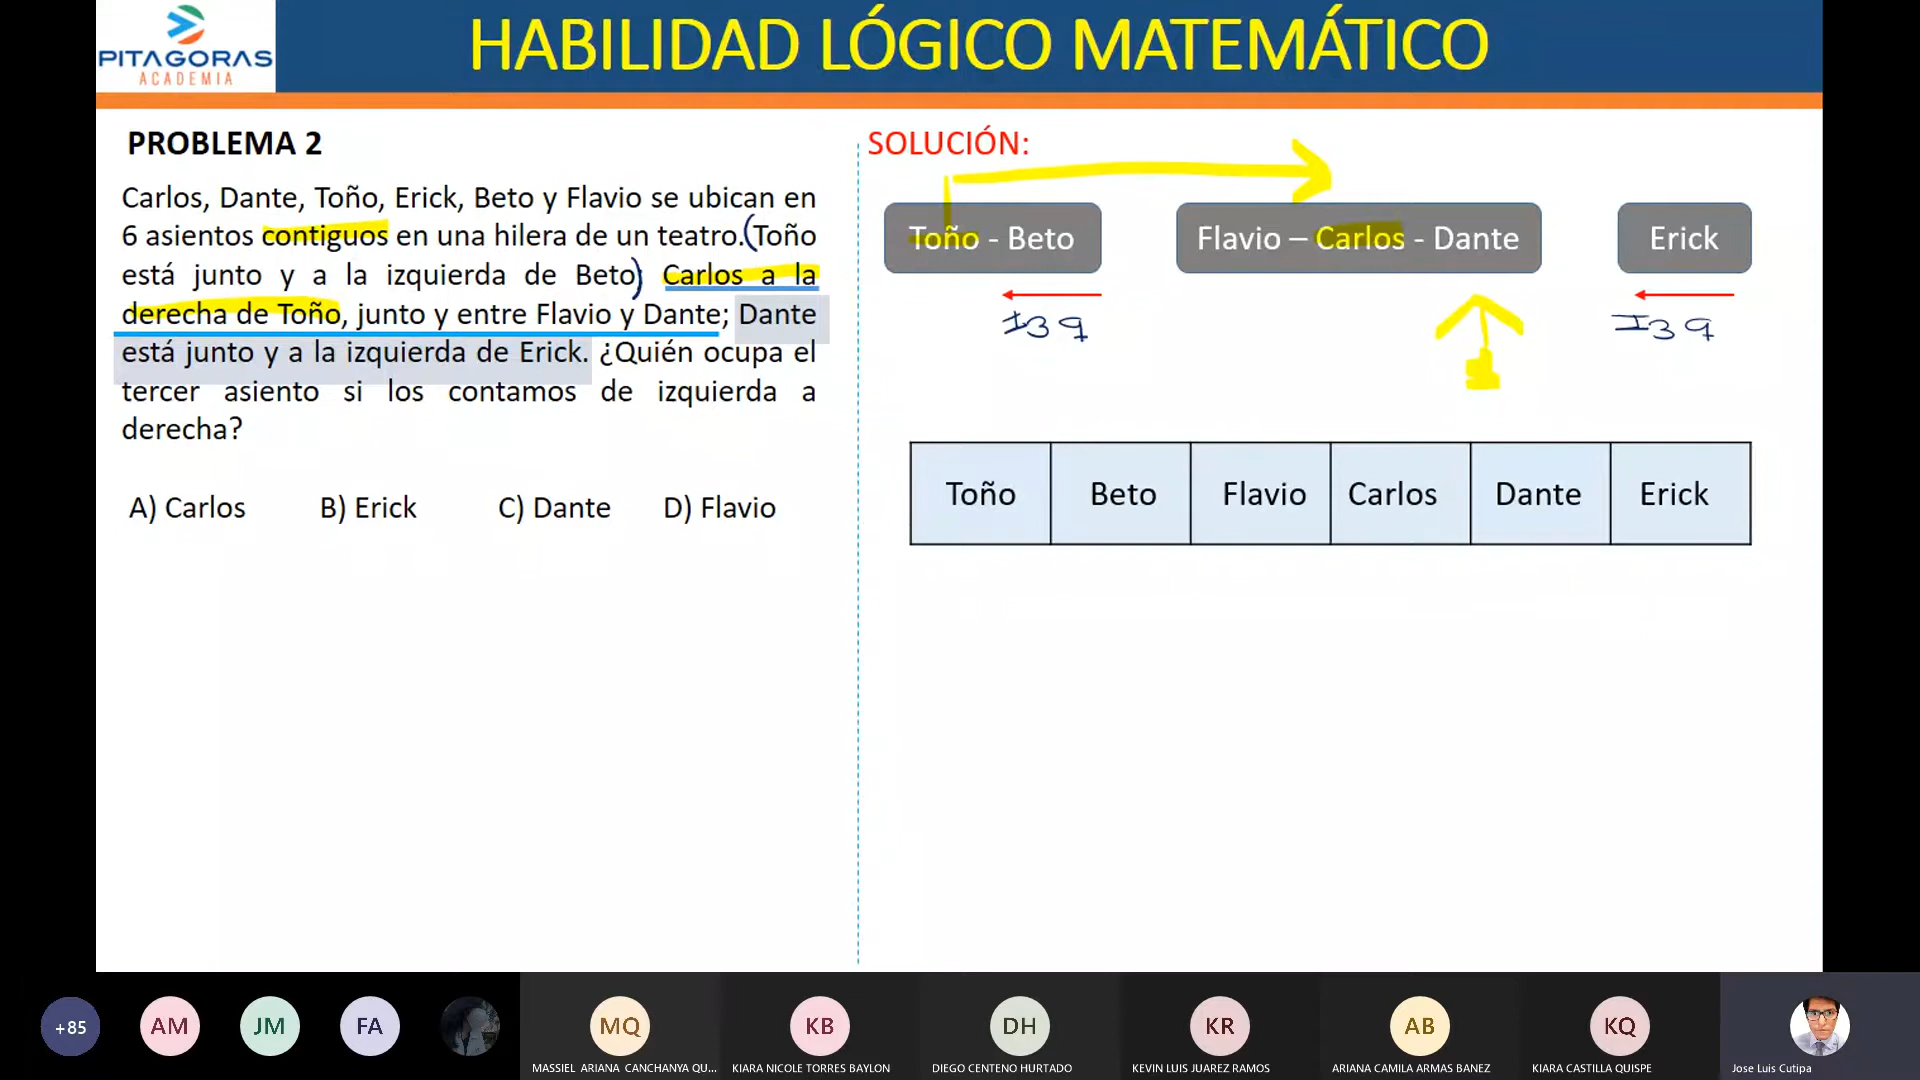 PITAGORAS
ACADEMIA
HABILIDAD LÓGICO MATEMÁTICO
PROBLEMA 2
Carlos, Dante, Toño, Erick, Beto y Flavio se ubican en
6 asientos contiguos en una hilera de un teatro. (Toño
está junto y a la izquierda de Beto) Carlos a la
derecha de Toño, junto y entre Flavio y Dante; Dante
está junto y a la izquierda de Erick. ¿Quién ocupa el
tercer asiento si los contamos de izquierda a
derecha?
A) Carlos B) Erick C) Dante D) Flavio
SOLUCIÓN:
Toño - Beto Flavio – Carlos - Dante Erick
Izq Izq
Toño Beto Flavio Carlos Dante Erick
+85 AM JM FA MQ KB DH KR AB KQ
MASSIEL ARIANA CANCHANYA QU... KIARA NICOLE TORRES BAYLON DIEGO CENTENO HURTADO KEVIN LUIS JUAREZ RAMOS ARIANA CAMILA ARMAS BANEZ KIARA CASTILLA QUISPE Jose Luis Cutipa